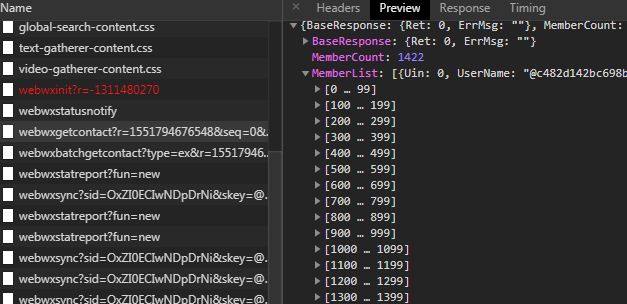 Name
global-search-content.css
text-gatherer-content.css
video-gatherer-content.css
webwxinit?r=-1311480270
webwxstatusnotify
webwxgetcontact?r=1551794676548&seq=0&...
webwxbatchgetcontact?type=ex&r=15517946...
webwxstatreport?fun=new
webwxsync?sid=OxZI0ECIwNDpDrNi&skey=@...
webwxstatreport?fun=new
webwxstatreport?fun=new
webwxsync?sid=OxZI0ECIwNDpDrNi&skey=@...
webwxsync?sid=OxZI0ECIwNDpDrNi&skey=@...
webwxsync?sid=OxZI0ECIwNDpDrNi&skey=@...
Headers Preview Response Timing
{BaseResponse: {Ret: 0, ErrMsg: ""}, MemberCount:
BaseResponse: {Ret: 0, ErrMsg: ""}
MemberCount: 1422
MemberList: [{Uin: 0, UserName: "@c482d142bc698b
[0 … 99]
[100 … 199]
[200 … 299]
[300 … 399]
[400 … 499]
[500 … 599]
[600 … 699]
[700 … 799]
[800 … 899]
[900 … 999]
[1000 … 1099]
[1100 … 1199]
[1200 … 1299]
[1300 … 1399]